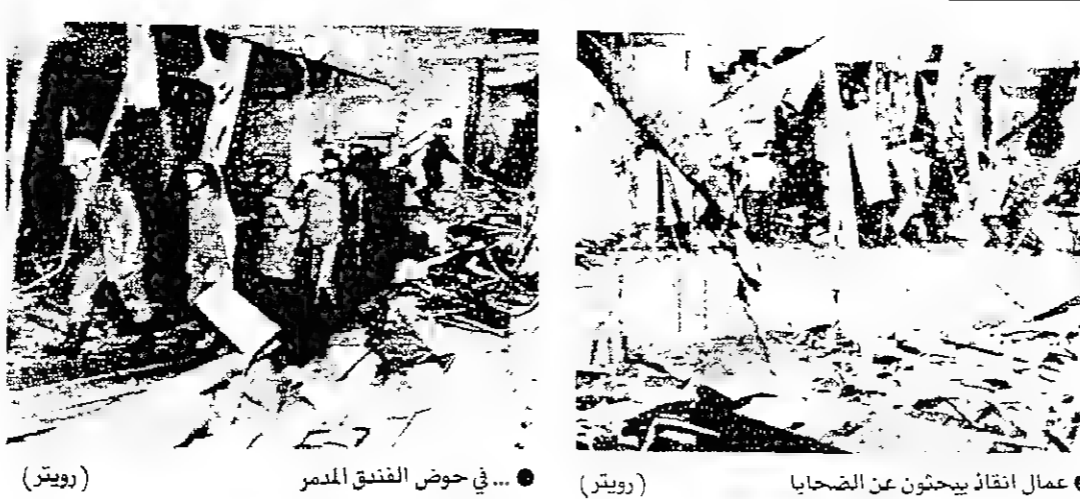 ● عمال انقاذ يبحثون عن الضحايا (رويتر)
● ... في حوض الفندق المدمر (رويتر)